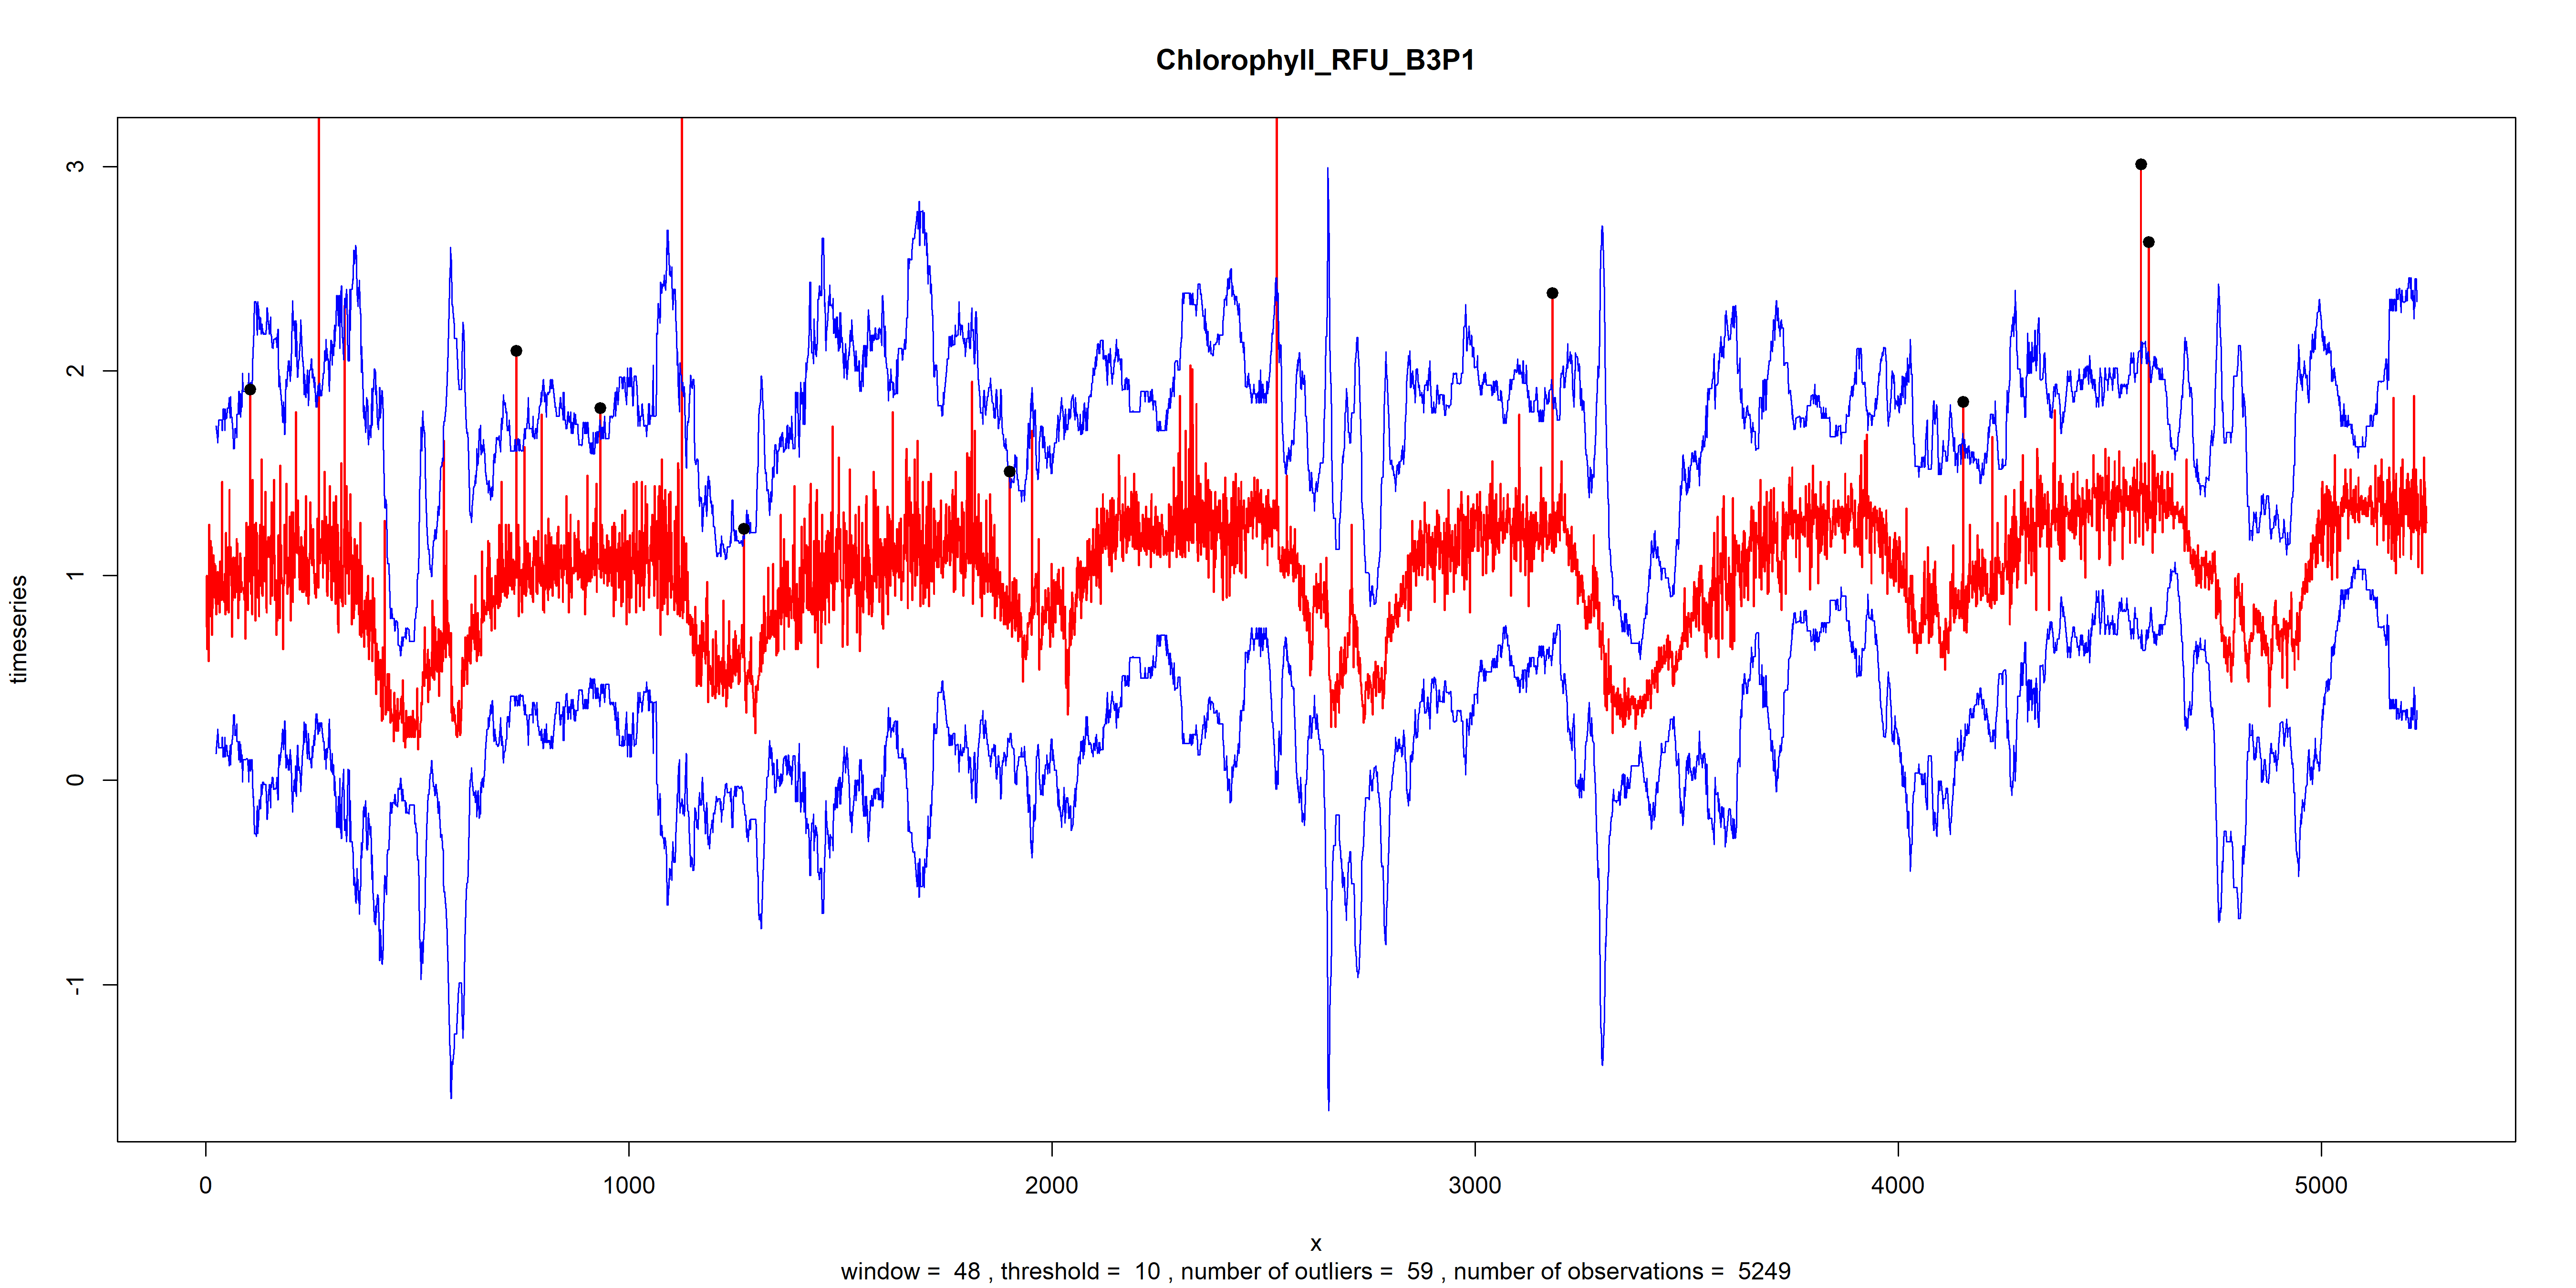 Chlorophyll_RFU_B3P1
timeseries
3
2
1
0
-1
0 1000 2000 3000 4000 5000
x
window = 48 , threshold = 10 , number of outliers = 59 , number of observations = 5249